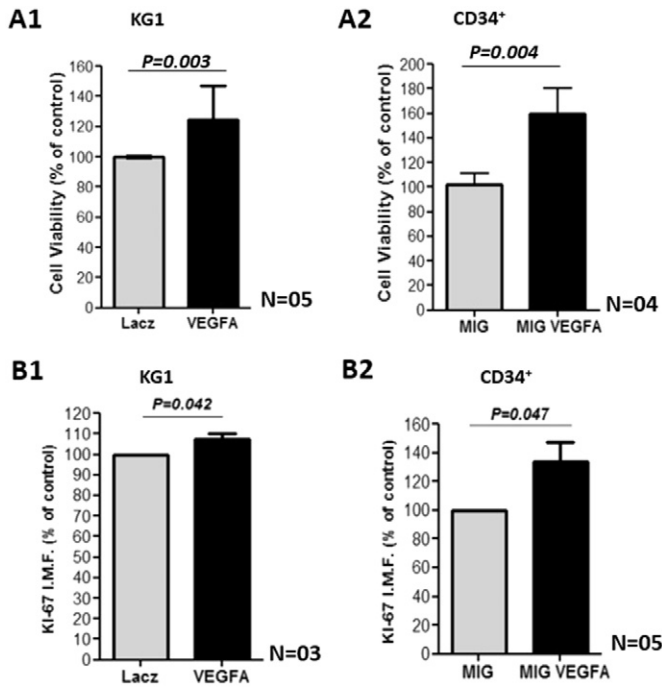 A1
KG1
P=0.003
Cell Viability (% of control)
160
140
120
100
80
60
40
20
0
Lacz
VEGFA
N=05
A2
CD34+
P=0.004
Cell Viability (% of control)
200
180
160
140
120
100
80
60
40
20
0
MIG
MIG VEGFA
N=04
B1
KG1
P=0.042
KI-67 I.M.F. (% of control)
120
110
100
90
80
70
60
50
40
30
20
10
0
Lacz
VEGFA
N=03
B2
CD34+
P=0.047
KI-67 I.M.F. (% of control)
160
140
120
100
80
60
40
20
0
MIG
MIG VEGFA
N=05